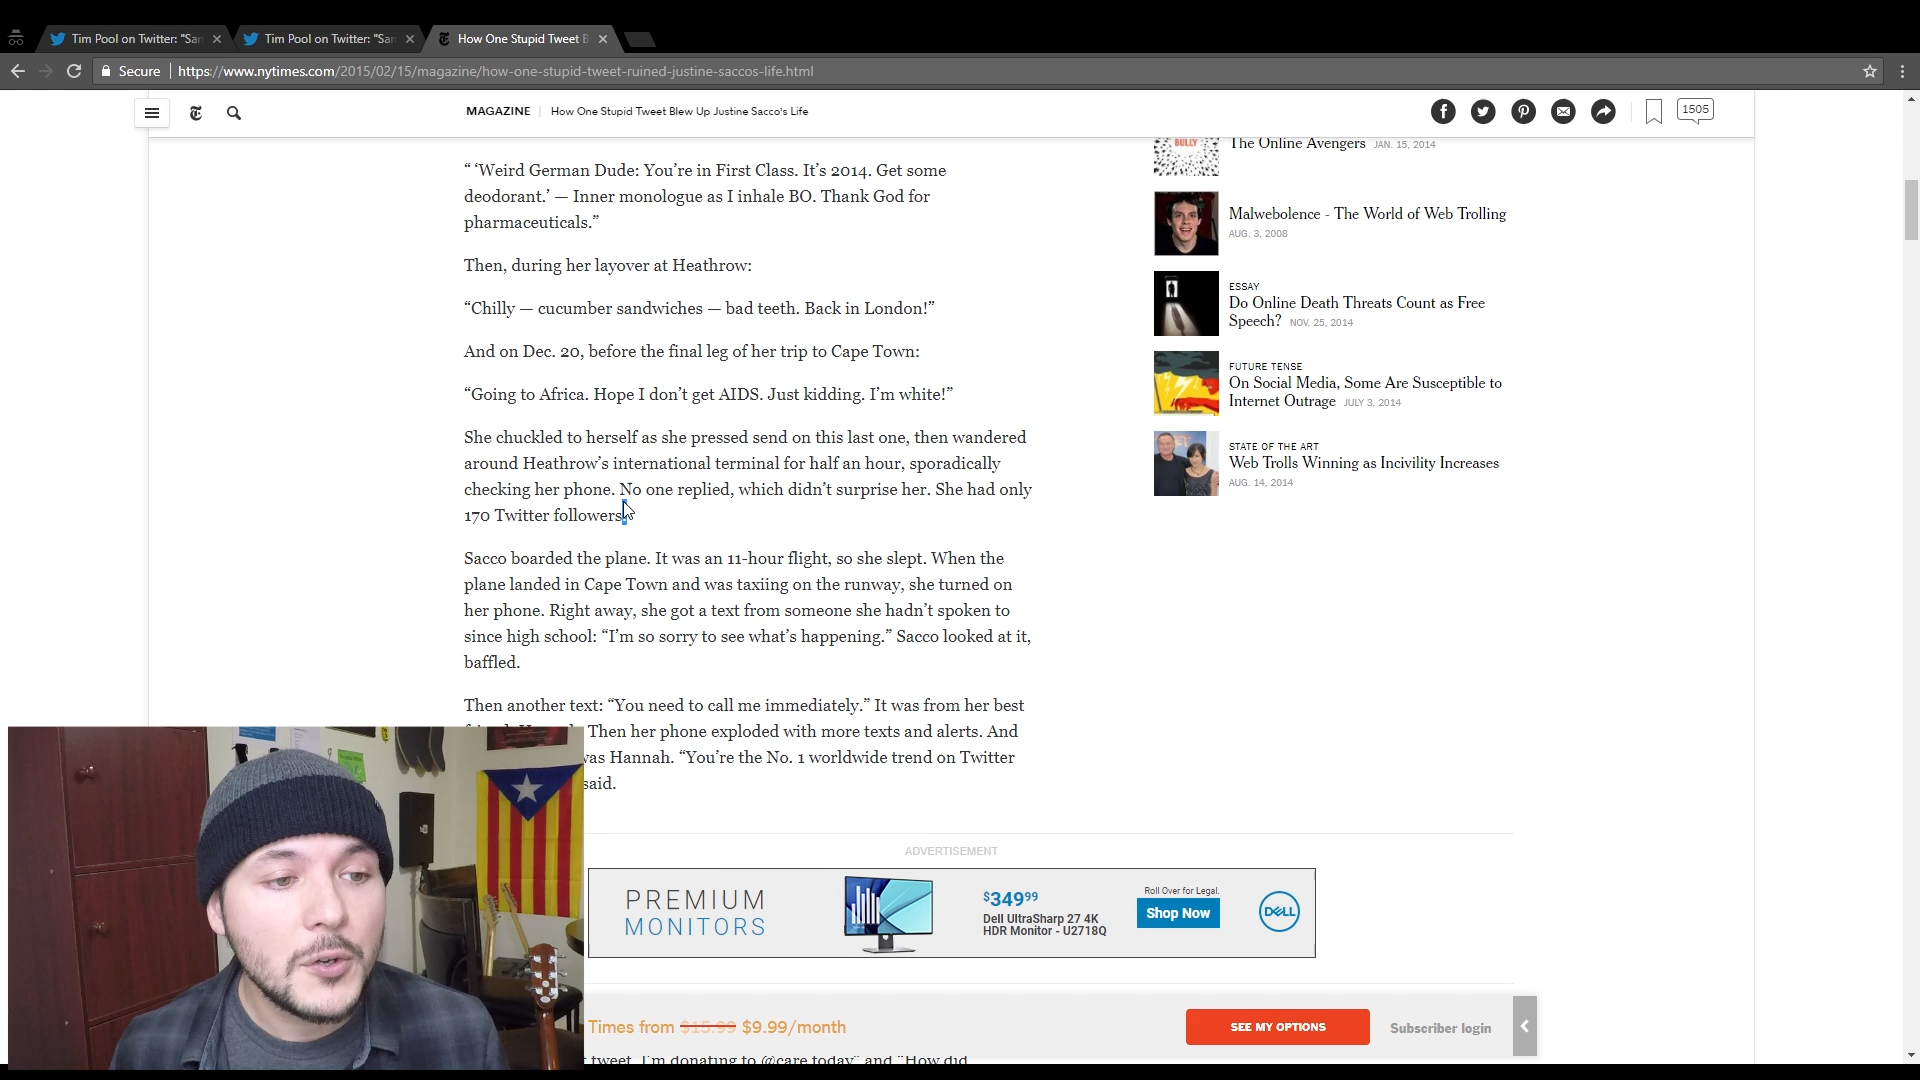 Tim Pool on Twitter: "San
Tim Pool on Twitter: "San
How One Stupid Tweet B
Secure
https://www.nytimes.com/2015/02/15/magazine/how-one-stupid-tweet-ruined-justine-saccos-life.html
MAGAZINE
How One Stupid Tweet Blew Up Justine Sacco's Life
1505
“ ‘Weird German Dude: You’re in First Class. It’s 2014. Get some
deodorant.’ — Inner monologue as I inhale BO. Thank God for
pharmaceuticals.”
Then, during her layover at Heathrow:
“Chilly — cucumber sandwiches — bad teeth. Back in London!”
And on Dec. 20, before the final leg of her trip to Cape Town:
“Going to Africa. Hope I don’t get AIDS. Just kidding. I’m white!”
She chuckled to herself as she pressed send on this last one, then wandered
around Heathrow’s international terminal for half an hour, sporadically
checking her phone. No one replied, which didn’t surprise her. She had only
170 Twitter followers.
Sacco boarded the plane. It was an 11-hour flight, so she slept. When the
plane landed in Cape Town and was taxiing on the runway, she turned on
her phone. Right away, she got a text from someone she hadn’t spoken to
since high school: “I’m so sorry to see what’s happening.” Sacco looked at it,
baffled.
Then another text: “You need to call me immediately.” It was from her best
Then her phone exploded with more texts and alerts. And
was Hannah. “You’re the No. 1 worldwide trend on Twitter
said.
BULLY
The Online Avengers JAN. 15, 2014
Malwebolence - The World of Web Trolling
AUG. 3, 2008
ESSAY
Do Online Death Threats Count as Free
Speech? NOV. 25, 2014
FUTURE TENSE
On Social Media, Some Are Susceptible to
Internet Outrage JULY 3, 2014
STATE OF THE ART
Web Trolls Winning as Incivility Increases
AUG. 14, 2014
ADVERTISEMENT
PREMIUM
MONITORS
$349⁹⁹
Dell UltraSharp 27 4K
HDR Monitor - U2718Q
Roll Over for Legal.
Shop Now
DELL
Times from $15.99 $9.99/month
SEE MY OPTIONS
Subscriber login
tweet, I'm donating to @care today” and “How did